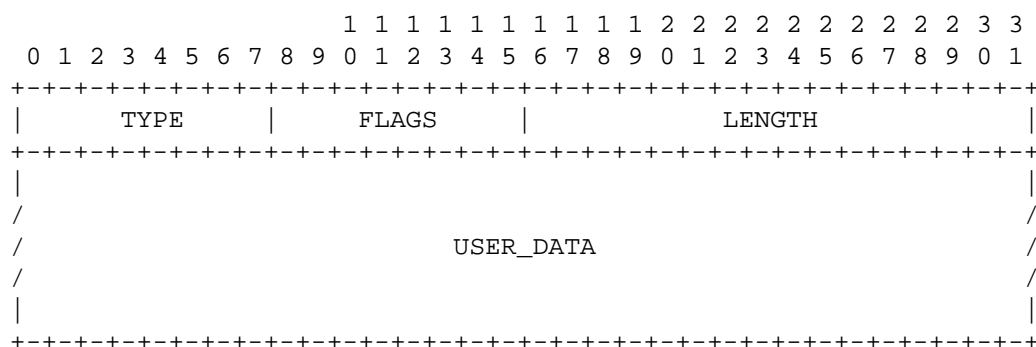 1 1 1 1 1 1 1 1 1 1 2 2 2 2 2 2 2 2 2 2 3 3
 0 1 2 3 4 5 6 7 8 9 0 1 2 3 4 5 6 7 8 9 0 1 2 3 4 5 6 7 8 9 0 1
+-+-+-+-+-+-+-+-+-+-+-+-+-+-+-+-+-+-+-+-+-+-+-+-+-+-+-+-+-+-+-+-+
|      TYPE     |     FLAGS     |            LENGTH             |
+-+-+-+-+-+-+-+-+-+-+-+-+-+-+-+-+-+-+-+-+-+-+-+-+-+-+-+-+-+-+-+-+
|                                                               |
/                                                               /
/                           USER_DATA                           /
/                                                               /
|                                                               |
+-+-+-+-+-+-+-+-+-+-+-+-+-+-+-+-+-+-+-+-+-+-+-+-+-+-+-+-+-+-+-+-+